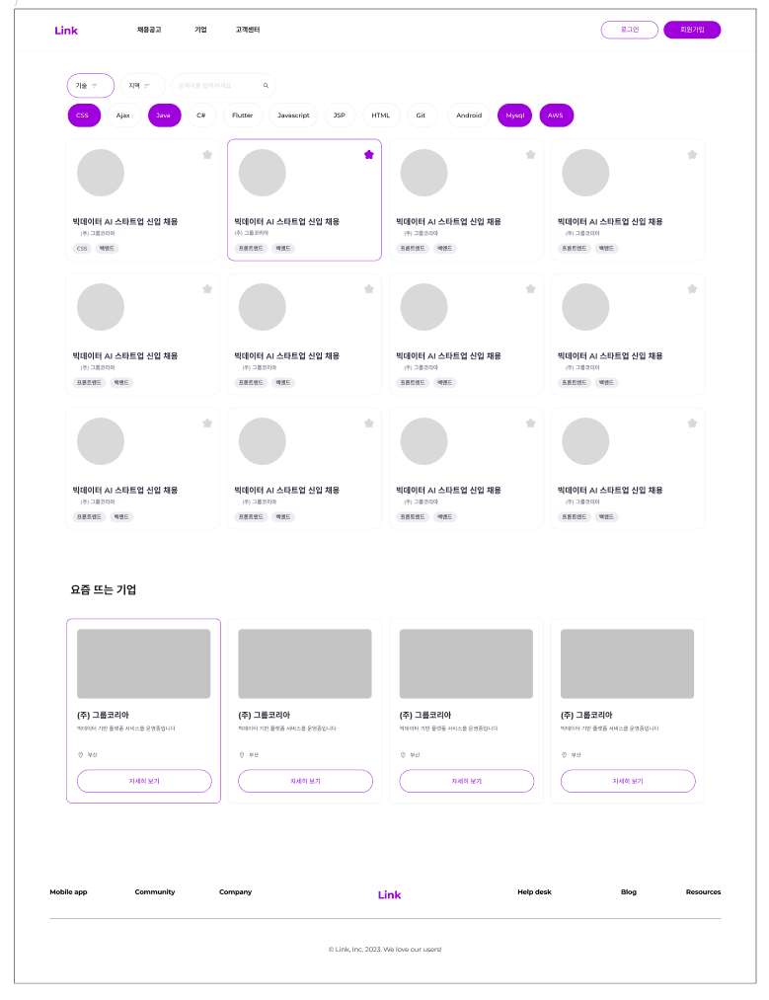 Link 채용공고 기업 고객센터 로그인 회원가입
기술 지역 검색어를 입력하세요
CSS Ajax Java C# Flutter Javascript JSP HTML Git Android Mysql AWS
빅데이터 AI 스타트업 신입 채용 빅데이터 AI 스타트업 신입 채용 빅데이터 AI 스타트업 신입 채용 빅데이터 AI 스타트업 신입 채용
(주) 그룹코리아 (주) 그룹코리아 (주) 그룹코리아 (주) 그룹코리아
CSS 백엔드 프론트엔드 백엔드 프론트엔드 백엔드 프론트엔드 백엔드
빅데이터 AI 스타트업 신입 채용 빅데이터 AI 스타트업 신입 채용 빅데이터 AI 스타트업 신입 채용 빅데이터 AI 스타트업 신입 채용
(주) 그룹코리아 (주) 그룹코리아 (주) 그룹코리아 (주) 그룹코리아
프론트엔드 백엔드 프론트엔드 백엔드 프론트엔드 백엔드 프론트엔드 백엔드
빅데이터 AI 스타트업 신입 채용 빅데이터 AI 스타트업 신입 채용 빅데이터 AI 스타트업 신입 채용 빅데이터 AI 스타트업 신입 채용
(주) 그룹코리아 (주) 그룹코리아 (주) 그룹코리아 (주) 그룹코리아
프론트엔드 백엔드 프론트엔드 백엔드 프론트엔드 백엔드 프론트엔드 백엔드
요즘 뜨는 기업
(주) 그룹코리아 (주) 그룹코리아 (주) 그룹코리아 (주) 그룹코리아
빅데이터 기반 플랫폼 서비스를 운영중입니다 빅데이터 기반 플랫폼 서비스를 운영중입니다 빅데이터 기반 플랫폼 서비스를 운영중입니다 빅데이터 기반 플랫폼 서비스를 운영중입니다
부산 부산 부산 부산
자세히 보기 자세히 보기 자세히 보기 자세히 보기
Mobile app Community Company Link Help desk Blog Resources
© Link, Inc. 2023. We love our users!